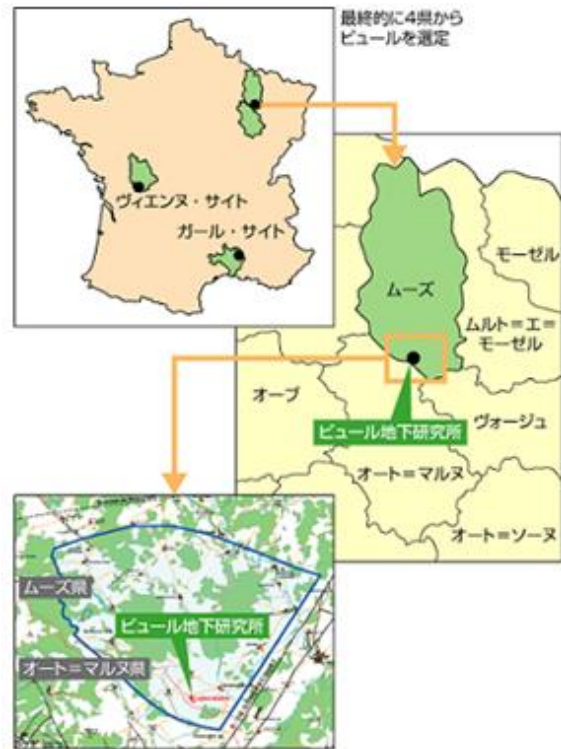 最終的に4県から
ビュールを選定
ヴィエンヌ・サイト
ガール・サイト
モーゼル
ムーズ
ムルト＝エ＝
モーゼル
オーブ
ビュール地下研究所
ヴォージュ
オート＝マルヌ
オート＝ソーヌ
ムーズ県
ビュール地下研究所
オート＝マルヌ県